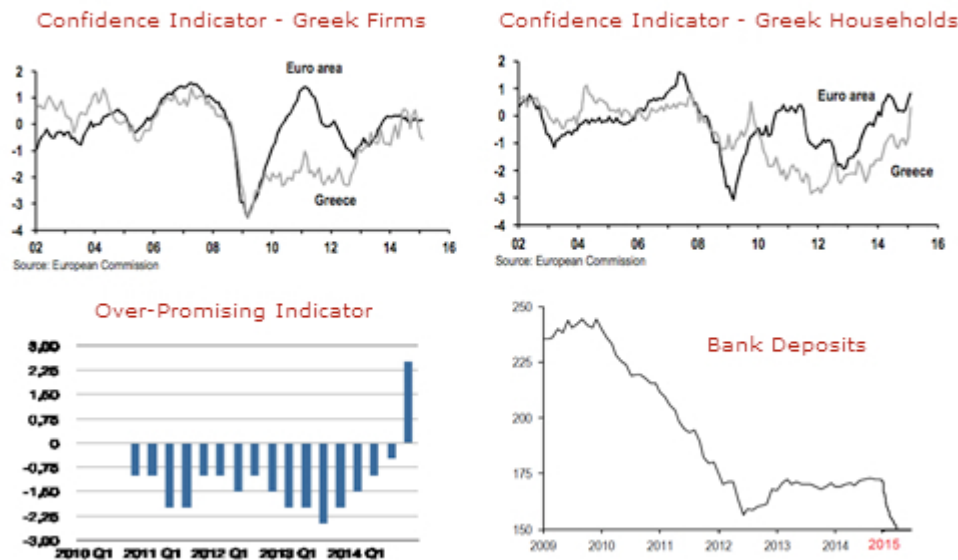 Confidence Indicator - Greek Firms
2
1
0
-1
-2
-3
-4
Euro area
Greece
02 04 06 08 10 12 14 16
Source: European Commission
Confidence Indicator - Greek Households
2
1
0
-1
-2
-3
-4
Euro area
Greece
02 04 06 08 10 12 14 16
Source: European Commission
Over-Promising Indicator
3,00
2,25
1,50
0,75
0
-0,75
-1,50
-2,25
-3,00
2010 Q1 2011 Q1 2012 Q1 2013 Q1 2014 Q1
Bank Deposits
250
225
200
175
150
2009 2010 2011 2012 2013 2014 2015